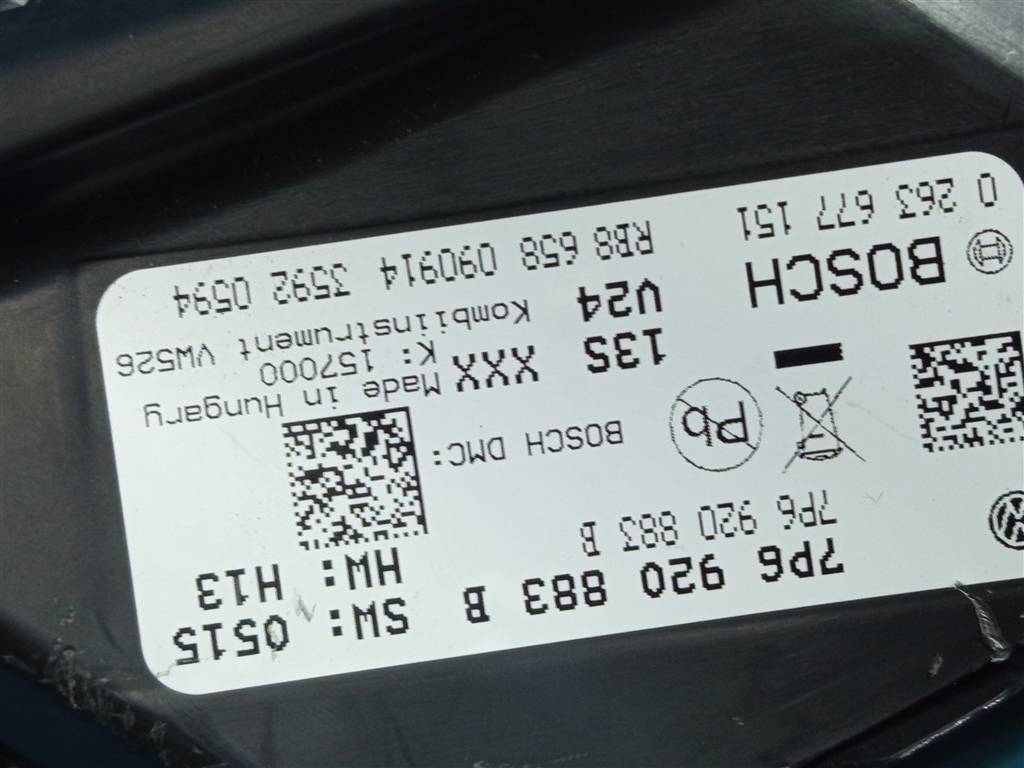 7P6 920 883 B SW: 0515
7P6 920 883 B HW: H13
BOSCH DMC:
Pb
Made in Hungary
13S XXX K: 157000
BOSCH V24 Kombiinstrument VW526
0 263 677 151 RB8 658 090914 3592 0594